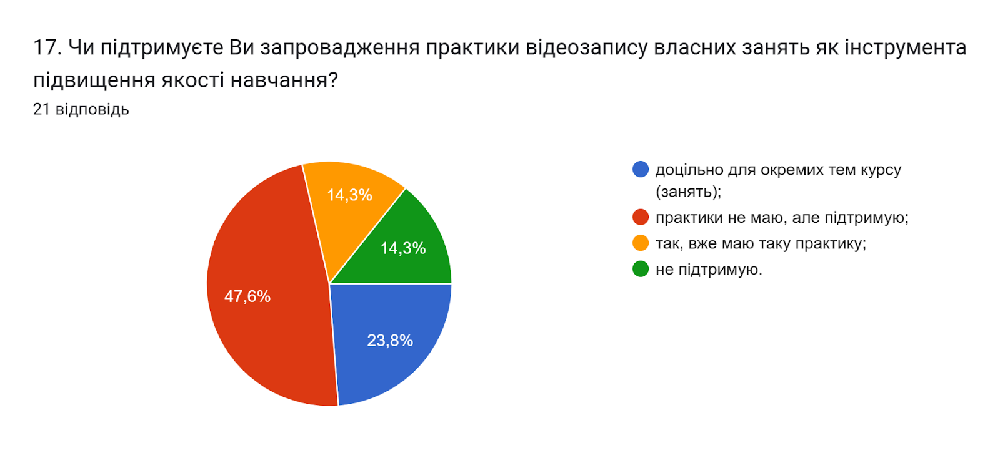 17. Чи підтримуєте Ви запровадження практики відеозапису власних занять як інструмента
підвищення якості навчання?
21 відповідь
14,3%
14,3%
47,6%
23,8%
доцільно для окремих тем курсу
(занять);
практики не маю, але підтримую;
так, вже маю таку практику;
не підтримую.